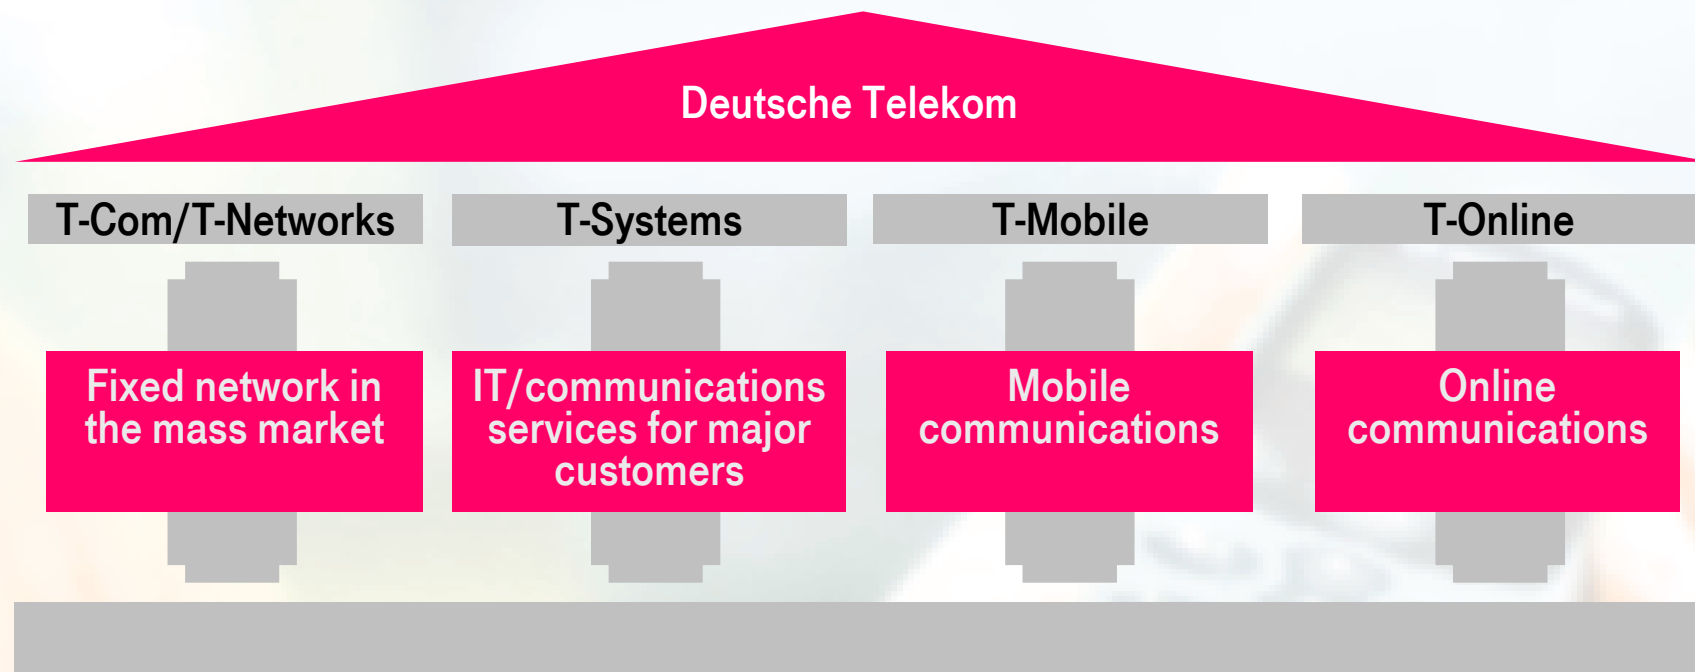 Deutsche Telekom
T-Com/T-Networks
T-Systems
T-Mobile
T-Online
Fixed network in
the mass market
IT/communications
services for major
customers
Mobile
communications
Online
communications